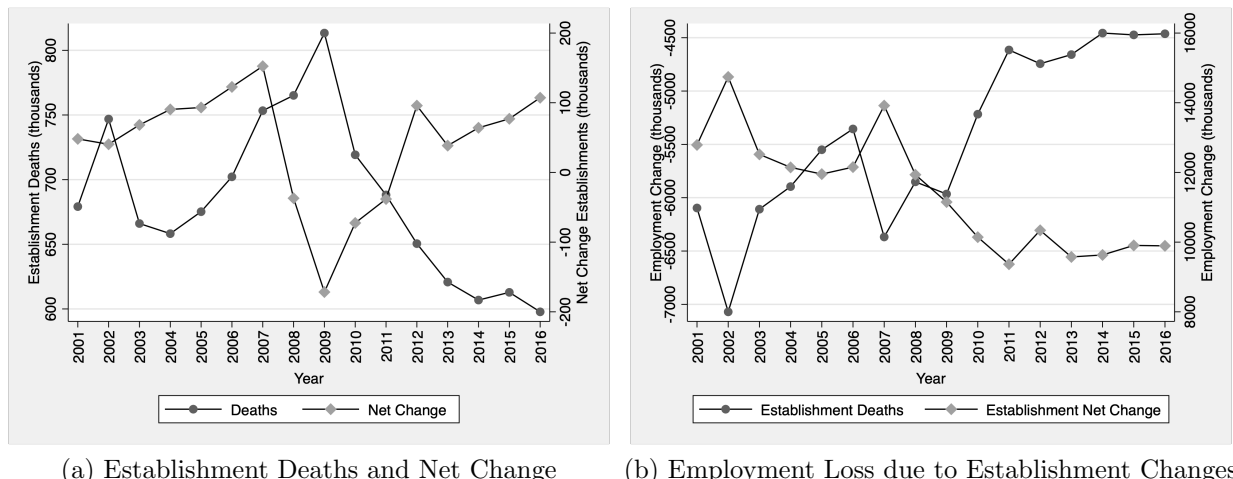 800
750
700
650
600
Establishment Deaths (thousands)
200
100
0
-100
-200
Net Change Establishments (thousands)
2001 2002 2003 2004 2005 2006 2007 2008 2009 2010 2011 2012 2013 2014 2015 2016
Year
Deaths Net Change
(a) Establishment Deaths and Net Change
-4500
-5000
-5500
-6000
-6500
-7000
Employment Change (thousands)
16000
14000
12000
10000
8000
Employment Change (thousands)
2001 2002 2003 2004 2005 2006 2007 2008 2009 2010 2011 2012 2013 2014 2015 2016
Year
Establishment Deaths Establishment Net Change
(b) Employment Loss due to Establishment Changes